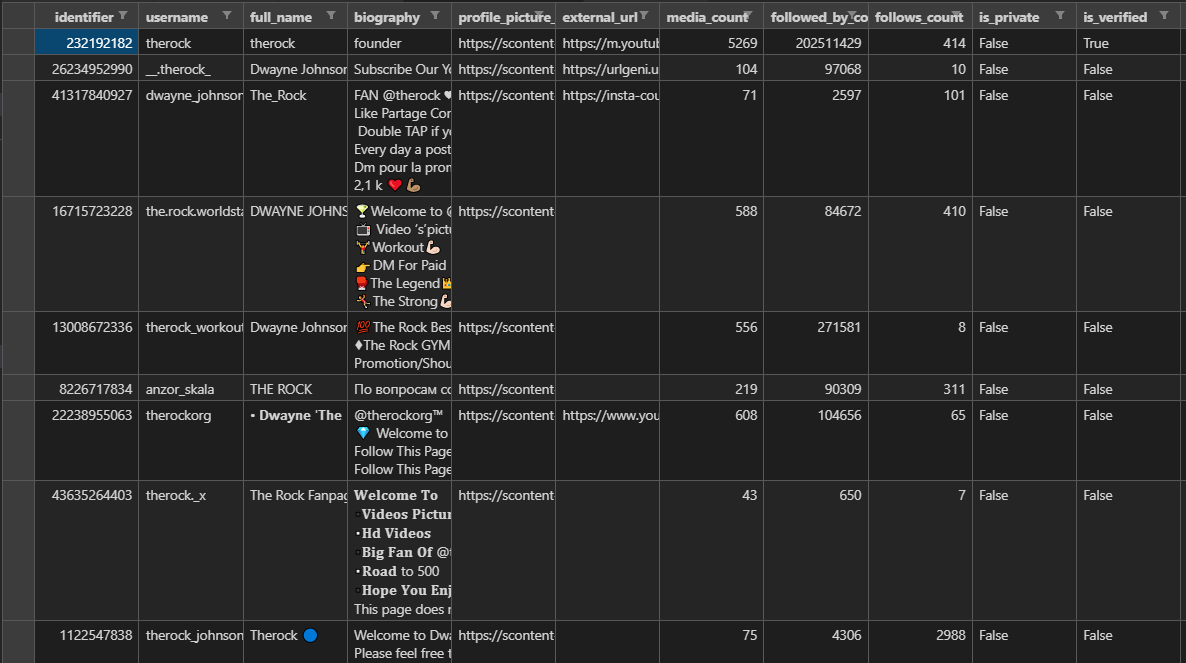 identifier username full_name biography profile_picture_ external_url media_count followed_by_co follows_count is_private is_verified
232192182 therock therock founder https://scontent https://m.youtub 5269 202511429 414 False True
26234952990 __.therock_ Dwayne Johnson Subscribe Our Yo https://scontent- https://urlgeni.u 104 97068 10 False False
41317840927 dwayne_johnson The_Rock FAN @therock ❤ https://scontent- https://insta-cou 71 2597 101 False False
Like Partage Com
Double TAP if yo
Every day a post
Dm pour la prom
2,1 k ❤️ 💪🏽
16715723228 the.rock.worldsta DWAYNE JOHNS 🏆Welcome to @ https://scontent- 588 84672 410 False False
📺 Video ‘s’pictu
🏋Workout💪🏻
👉 DM For Paid
🥊The Legend👑
🤸The Strong💪🏻
13008672336 therock_workout Dwayne Johnson 💯The Rock Bes https://scontent- 556 271581 8 False False
♦The Rock GYM
Promotion/Shou
8226717834 anzor_skala THE ROCK По вопросам со https://scontent- 219 90309 311 False False
22238955063 therockorg • Dwayne 'The @therockorg™ https://scontent- https://www.you 608 104656 65 False False
💎 Welcome to
Follow This Page
Follow This Page
43635264403 therock._x The Rock Fanpag Welcome To https://scontent- 43 650 7 False False
▫Videos Pictur
•Hd Videos
▫Big Fan Of @t
•Road to 500
▫Hope You Enj
This page does n
1122547838 therock_johnson Therock 🔵 Welcome to Dwa https://scontent- 75 4306 2988 False False
Please feel free t